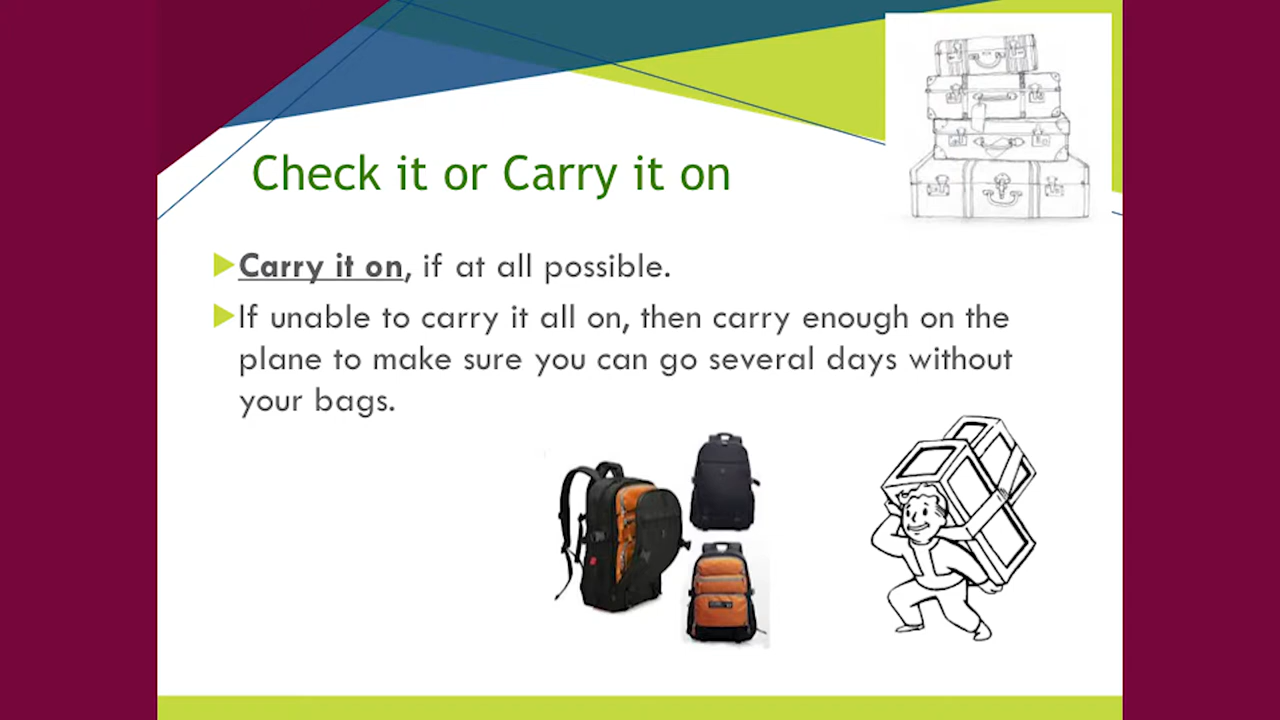 Check it or Carry it on
Carry it on, if at all possible.
If unable to carry it all on, then carry enough on the
plane to make sure you can go several days without
your bags.